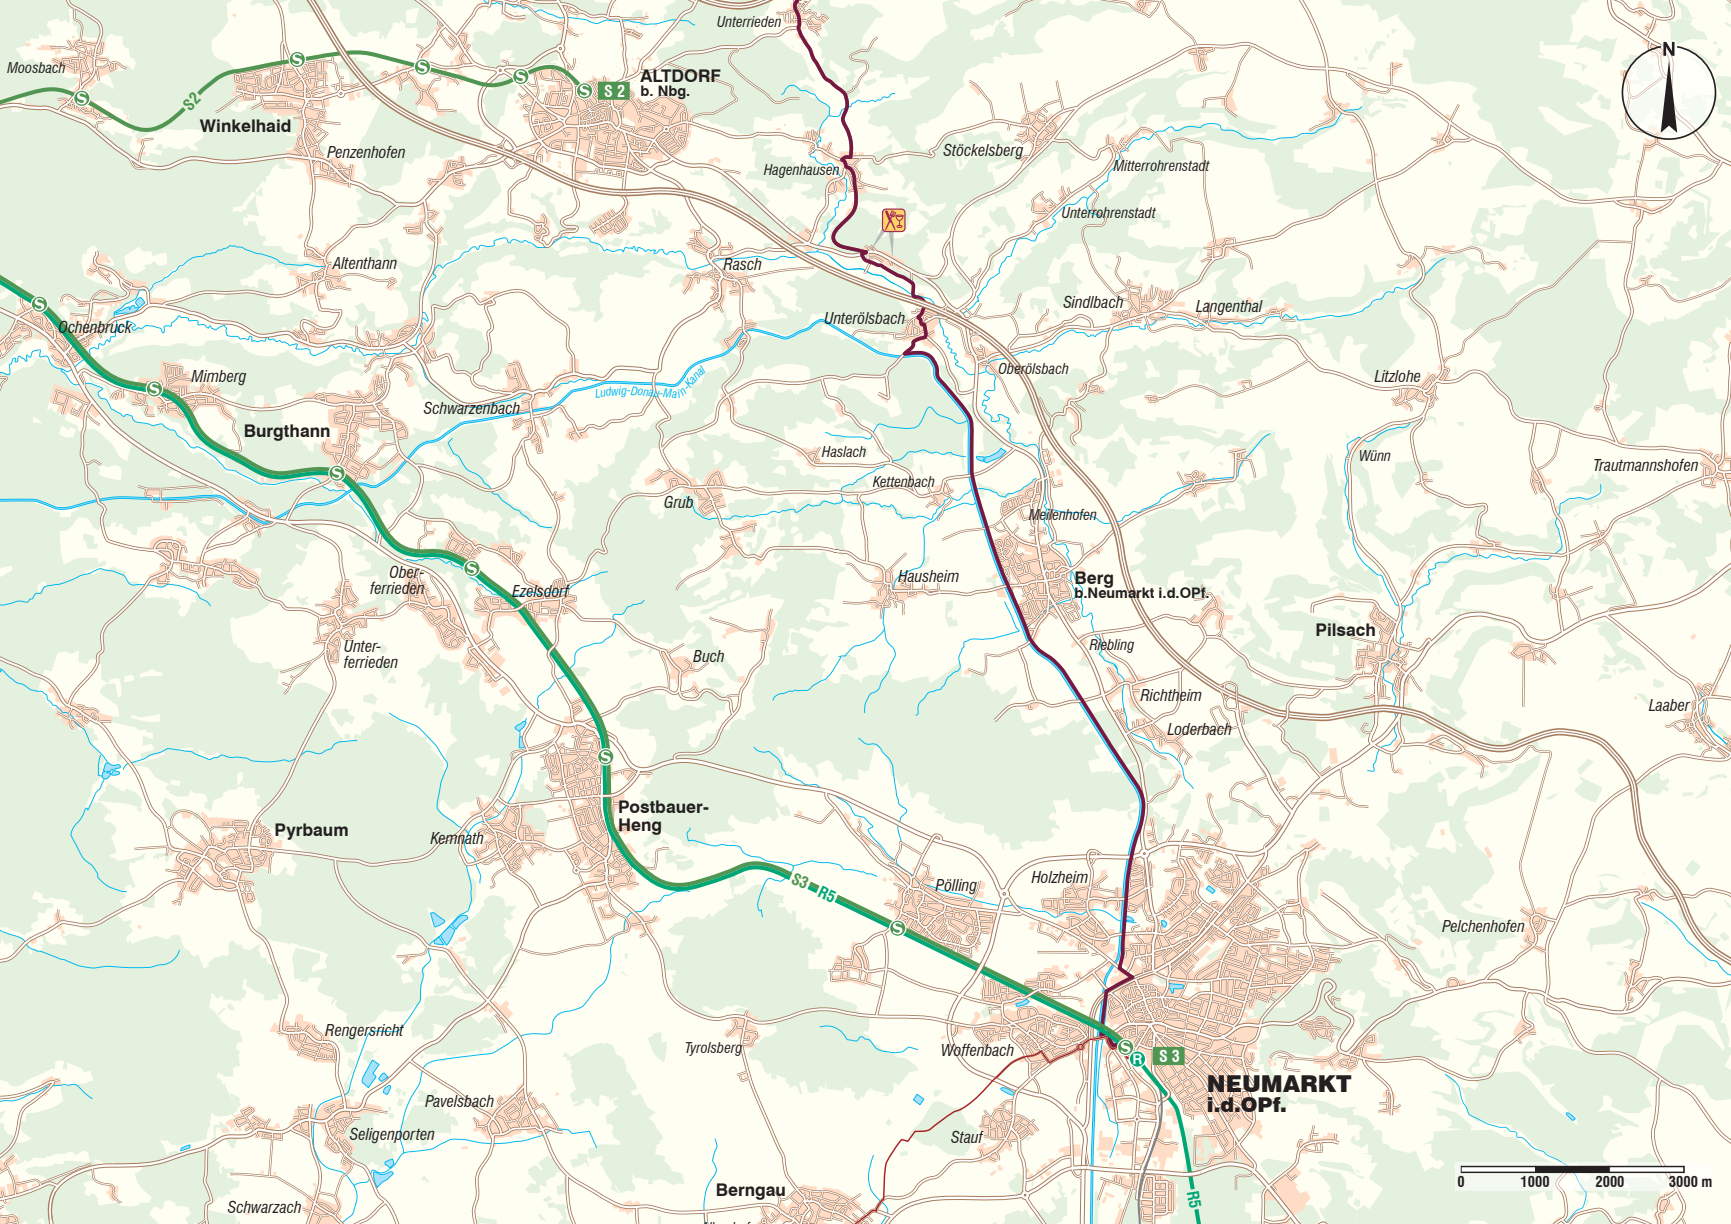 Unterrieden
N
Moosbach
S
S
S
ALTDORF
S
S
S 2
b. Nbg.
S
S2
Winkelhaid
Penzenhofen
Stöckelsberg
Mitterrohrenstadt
Hagenhausen
Unterrohrenstadt
Altenthann
Rasch
Sindlbach
Langenthal
S
Ochenbruck
Unterölsbach
Oberölsbach
Mimberg
S
Litzlohe
Ludwig-Donau-Main-Kanal
Schwarzenbach
Burgthann
Haslach
Wünn
Trautmannshofen
S
Kettenbach
Grub
Meilenhofen
S
Ober-
ferrieden
Ezelsdorf
Hausheim
Berg
b.Neumarkt i.d.OPf.
Pilsach
Unter-
ferrieden
Buch
Riebling
Richtheim
Laaber
Loderbach
S
Postbauer-
Heng
Pyrbaum
Kemnath
S3
R5
Pölling
Holzheim
S
Pelchenhofen
Rengersricht
Tyrolsberg
Woffenbach
S
R
S 3
NEUMARKT
i.d.OPf.
Pavelsbach
Seligenporten
Stauf
Berngau
Schwarzach
R5
0
1000
2000
3000 m